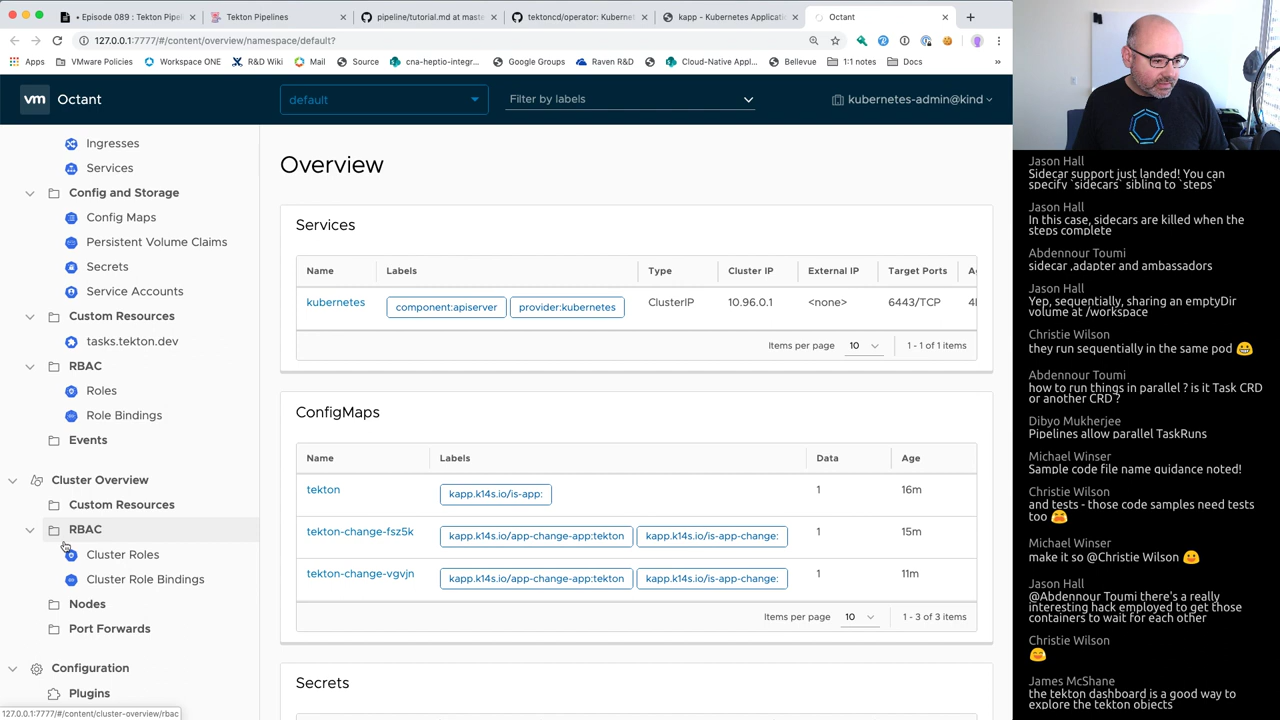 • Episode 089 : Tekton Pipel
Tekton Pipelines
pipeline/tutorial.md at maste
tektoncd/operator: Kubernet
kapp - Kubernetes Applicatio
Octant
127.0.0.1:7777/#/content/overview/namespace/default?
Apps
VMware Policies
Workspace ONE
R&D Wiki
Mail
Source
cna-heptio-integr...
Google Groups
Raven R&D
Cloud-Native Appl...
Bellevue
1:1 notes
Docs
»
vm
Octant
default
Filter by labels
kubernetes-admin@kind
Ingresses
Services
Config and Storage
Config Maps
Persistent Volume Claims
Secrets
Service Accounts
Custom Resources
tasks.tekton.dev
RBAC
Roles
Role Bindings
Events
Cluster Overview
Custom Resources
RBAC
Cluster Roles
Cluster Role Bindings
Nodes
Port Forwards
Configuration
Plugins
127.0.0.1:7777/#/content/cluster-overview/rbac
Overview
Services
Name Labels Type Cluster IP External IP Target Ports
kubernetes component:apiserver provider:kubernetes ClusterIP 10.96.0.1 <none> 6443/TCP
Items per page 10 1 - 1 of 1 items
ConfigMaps
Name Labels Data Age
tekton kapp.k14s.io/is-app: 1 16m
tekton-change-fsz5k kapp.k14s.io/app-change-app:tekton kapp.k14s.io/is-app-change: 1 15m
tekton-change-vgvjn kapp.k14s.io/app-change-app:tekton kapp.k14s.io/is-app-change: 1 11m
Items per page 10 1 - 3 of 3 items
Secrets
Jason Hall
Sidecar support just landed! You can
specify `sidecars` sibling to `steps`
Jason Hall
In this case, sidecars are killed when the
steps complete
Abdennour Toumi
sidecar ,adapter and ambassadors
Jason Hall
Yep, sequentially, sharing an emptyDir
volume at /workspace
Christie Wilson
they run sequentially in the same pod 😀
Abdennour Toumi
how to run things in parallel ? is it Task CRD
or another CRD ?
Dibyo Mukherjee
Pipelines allow parallel TaskRuns
Michael Winser
Sample code file name guidance noted!
Christie Wilson
and tests - those code samples need tests
too 😫
Michael Winser
make it so @Christie Wilson 🙂
Jason Hall
@Abdennour Toumi there's a really
interesting hack employed to get those
containers to wait for each other
Christie Wilson
😊
James McShane
the tekton dashboard is a good way to
explore the tekton objects